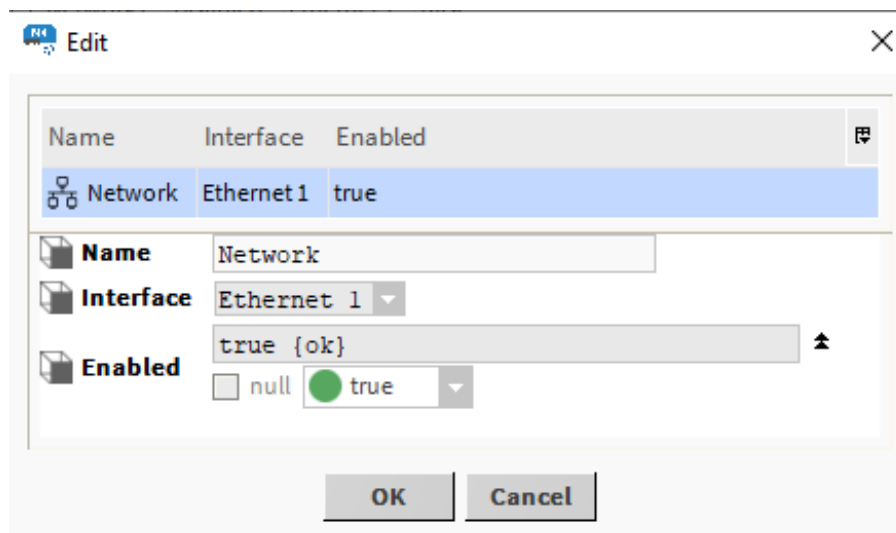 N4 Edit
Name Interface Enabled
Network Ethernet 1 true
Name Network
Interface Ethernet 1
true {ok}
Enabled
null true
OK Cancel